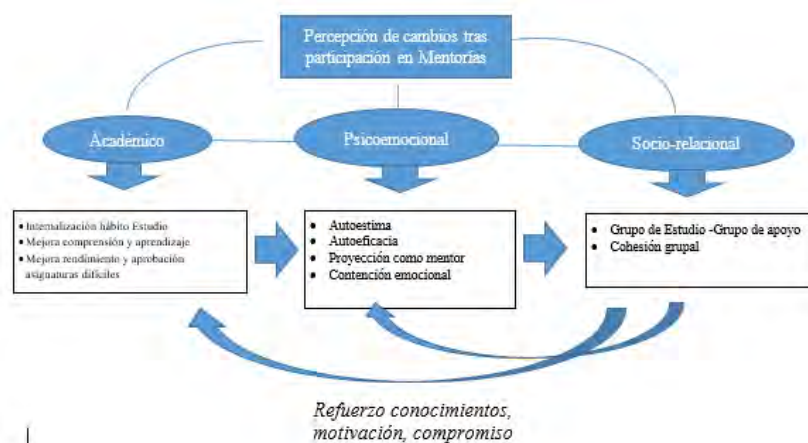 Percepción de cambios tras
participación en Mentorías
Académico
Psicoemocional
Socio-relacional
• Internalización hábito Estudio
• Mejora comprensión y aprendizaje
• Mejora rendimiento y aprobación
asignaturas difíciles
• Autoestima
• Autoeficacia
• Proyección como mentor
• Contención emocional
• Grupo de Estudio -Grupo de apoyo
• Cohesión grupal
Refuerzo conocimientos,
motivación, compromiso